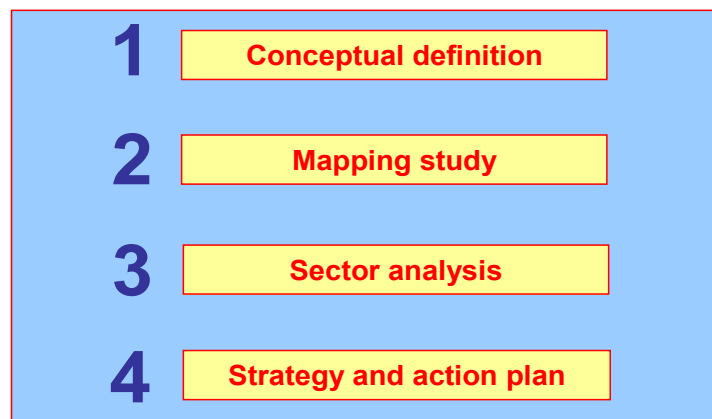 1 Conceptual definition
2 Mapping study
3 Sector analysis
4 Strategy and action plan